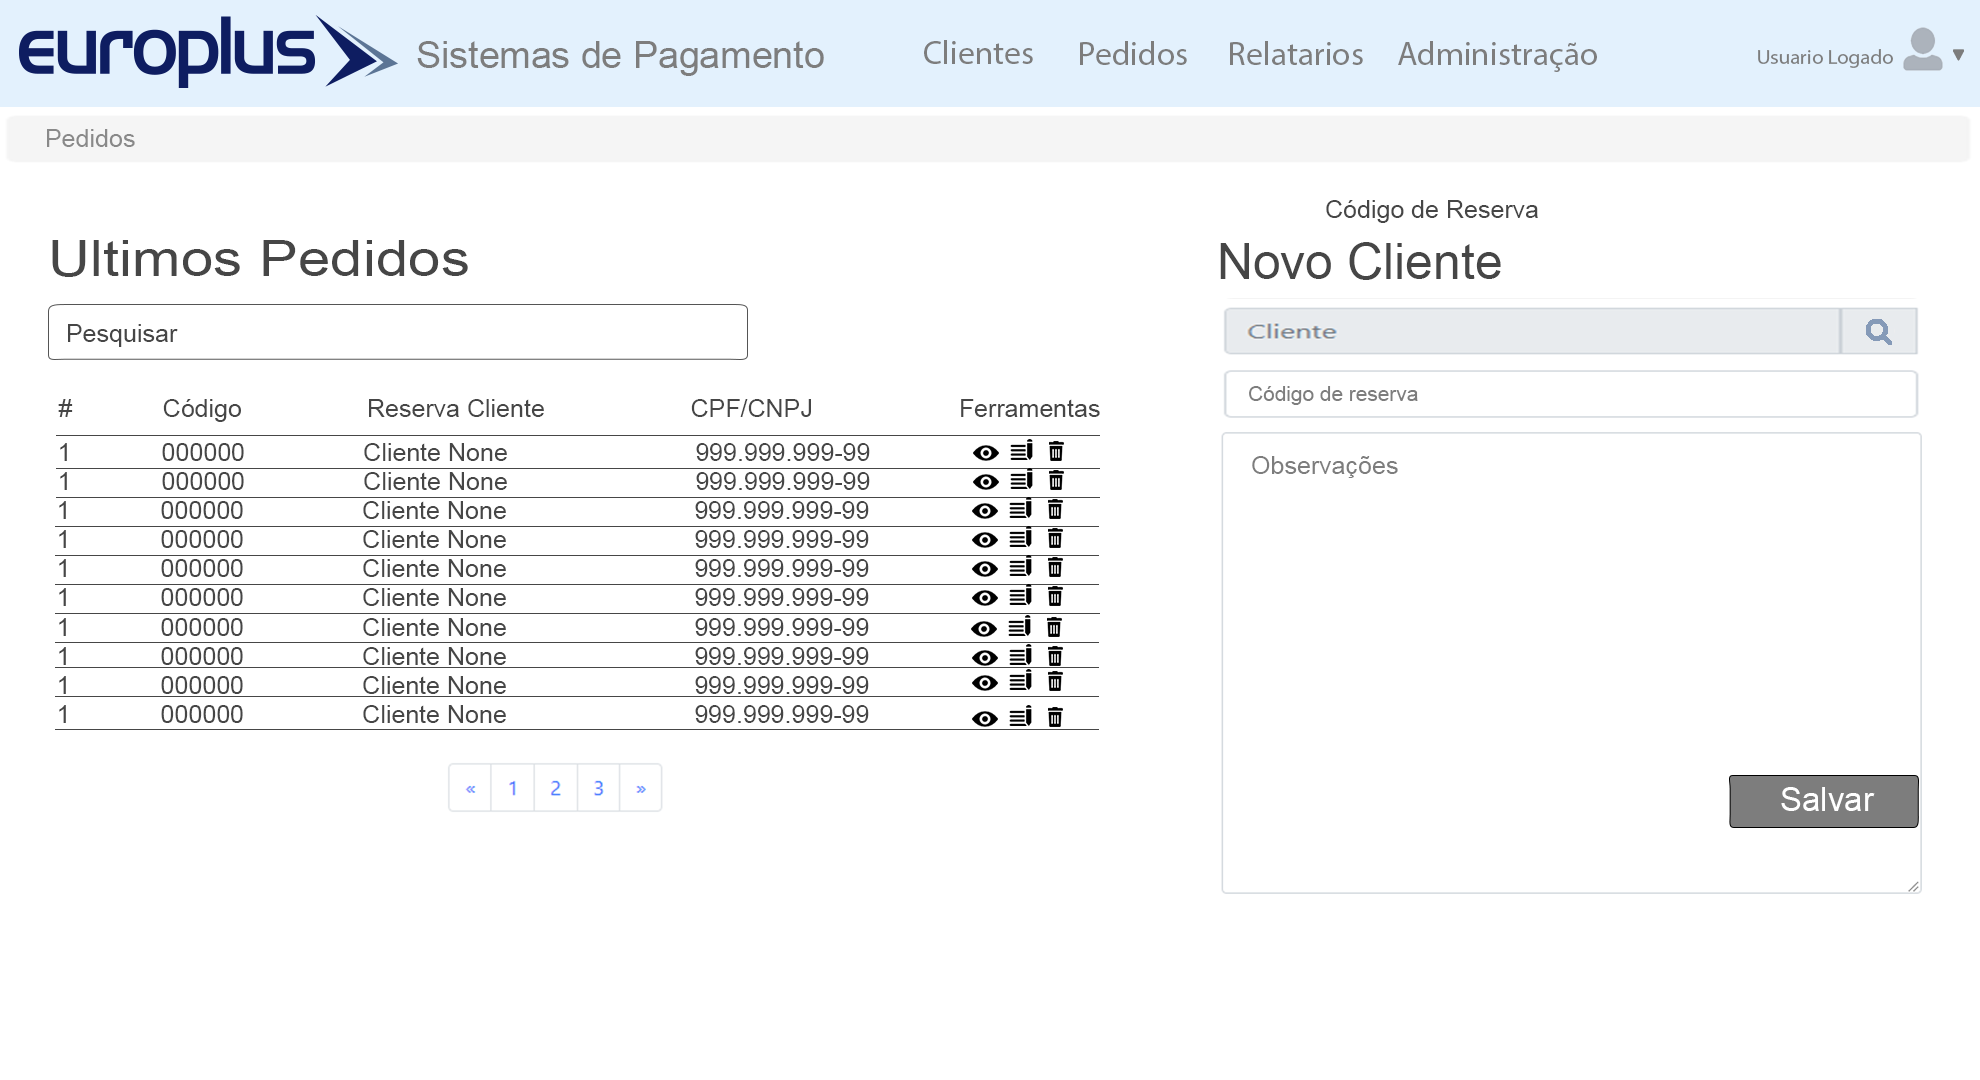 europlus Sistemas de Pagamento Clientes Pedidos Relatarios Administração Usuario Logado
Pedidos
Ultimos Pedidos
Pesquisar
# Código Reserva Cliente CPF/CNPJ Ferramentas
1 000000 Cliente None 999.999.999-99
1 000000 Cliente None 999.999.999-99
1 000000 Cliente None 999.999.999-99
1 000000 Cliente None 999.999.999-99
1 000000 Cliente None 999.999.999-99
1 000000 Cliente None 999.999.999-99
1 000000 Cliente None 999.999.999-99
1 000000 Cliente None 999.999.999-99
1 000000 Cliente None 999.999.999-99
1 000000 Cliente None 999.999.999-99
« 1 2 3 »
Código de Reserva
Novo Cliente
Cliente
Código de reserva
Observações
Salvar